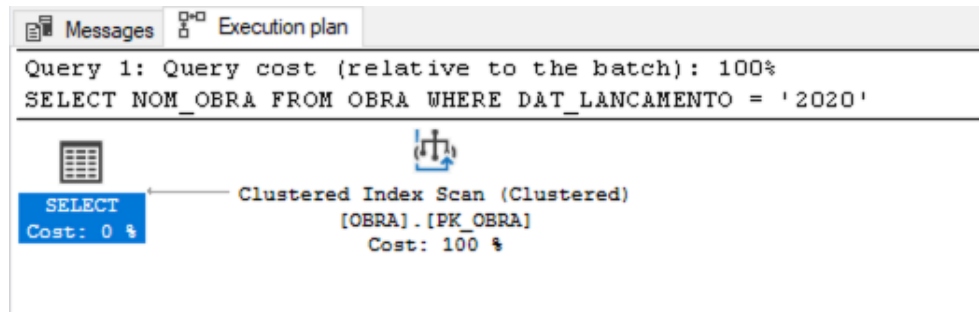 Messages Execution plan
Query 1: Query cost (relative to the batch): 100%
SELECT NOM_OBRA FROM OBRA WHERE DAT_LANCAMENTO = '2020'
SELECT
Cost: 0 %
Clustered Index Scan (Clustered)
[OBRA].[PK_OBRA]
Cost: 100 %